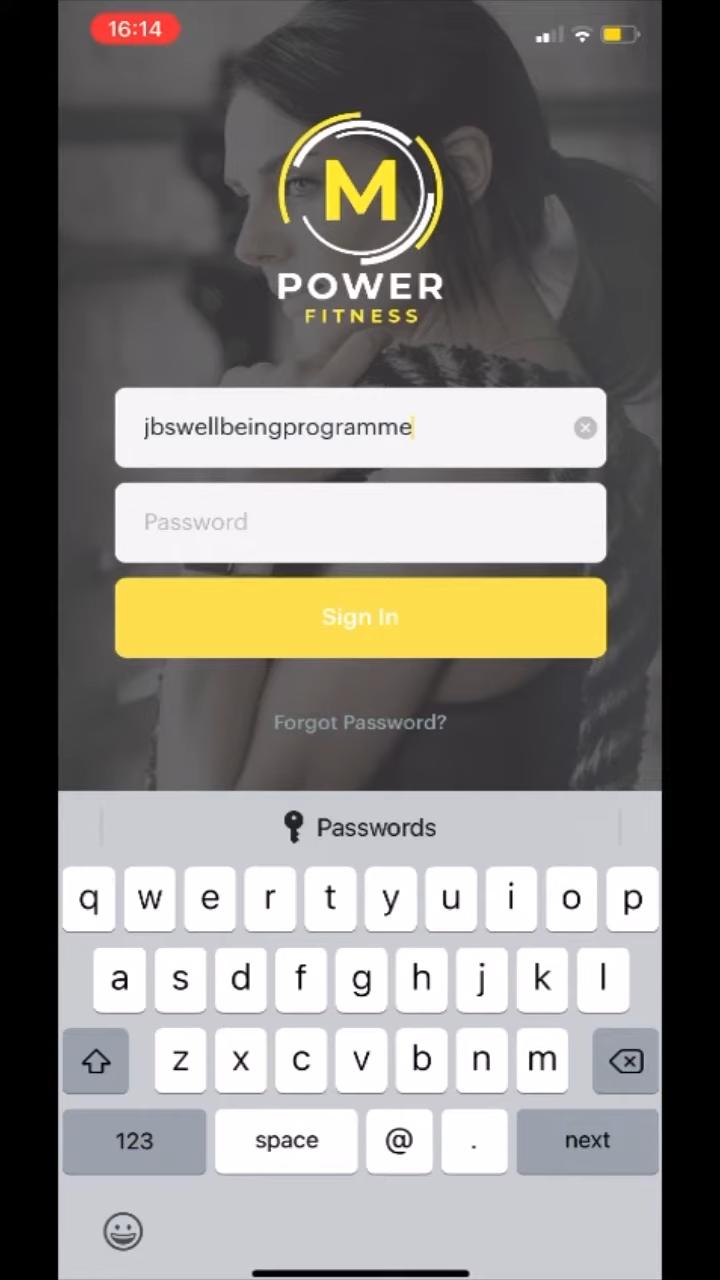 16:14
M
POWER
FITNESS
jbswellbeingprogramme
Password
Sign In
Forgot Password?
Passwords
q w e r t y u i o p
a s d f g h j k l
z x c v b n m
123 space @ . next